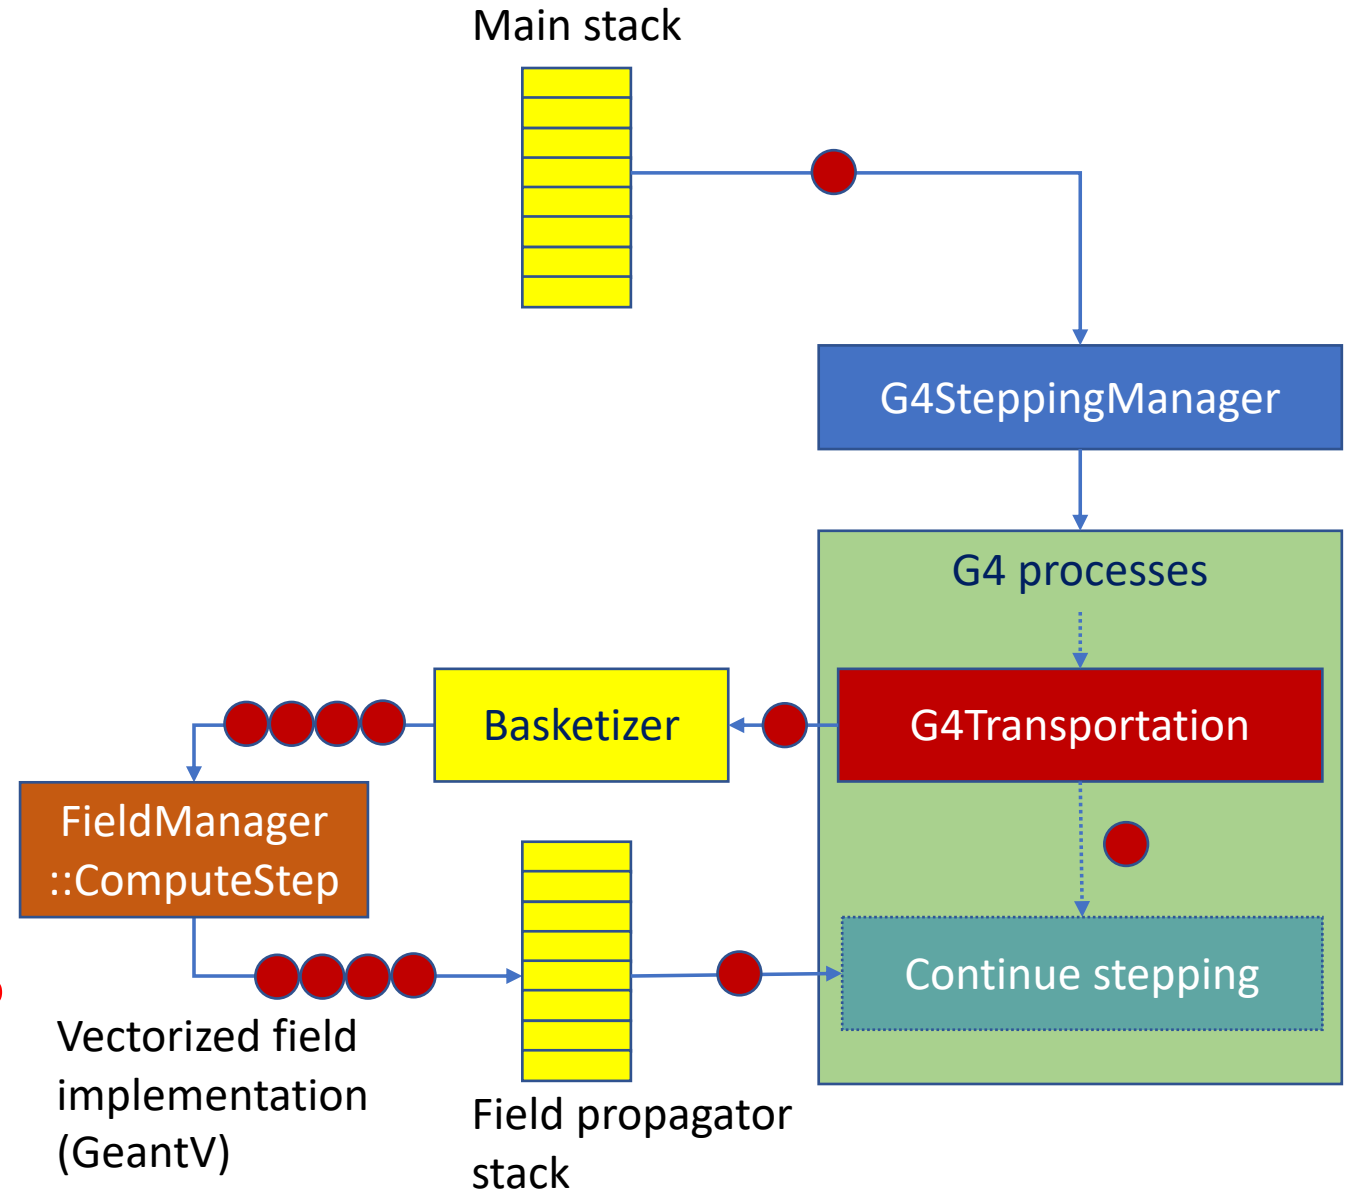 Main stack
G4SteppingManager
G4 processes
Basketizer
G4Transportation
FieldManager
::ComputeStep
Continue stepping
Vectorized field
implementation
(GeantV)
Field propagator
stack